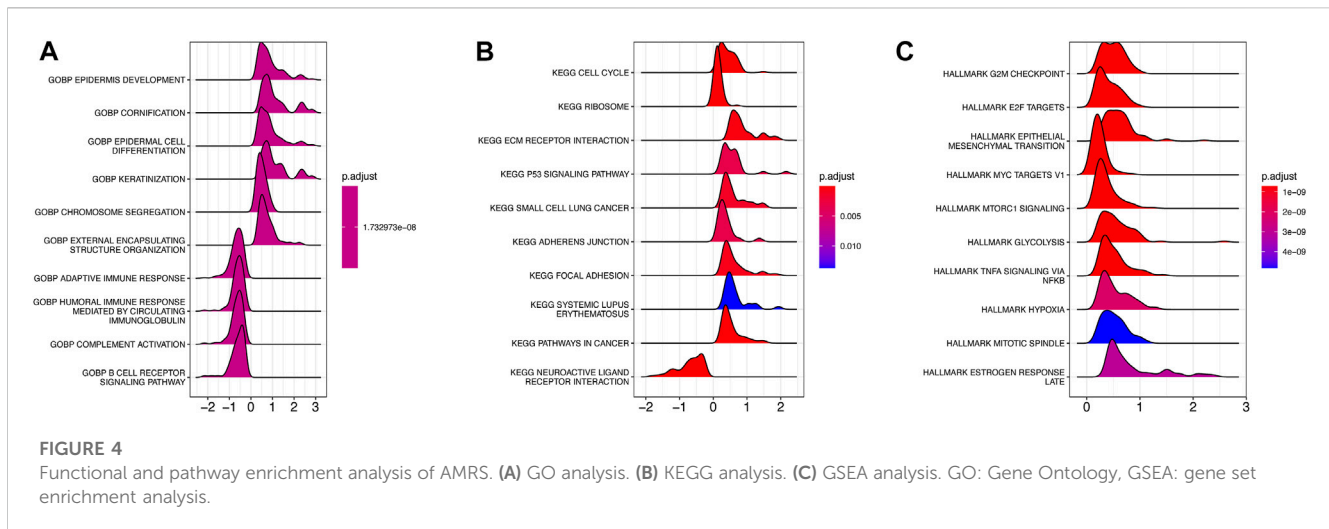 A
GOBP EPIDERMIS DEVELOPMENT
GOBP CORNIFICATION
GOBP EPIDERMAL CELL
DIFFERENTIATION
GOBP KERATINIZATION
GOBP CHROMOSOME SEGREGATION
GOBP EXTERNAL ENCAPSULATING
STRUCTURE ORGANIZATION
GOBP ADAPTIVE IMMUNE RESPONSE
GOBP HUMORAL IMMUNE RESPONSE
MEDIATED BY CIRCULATING
IMMUNOGLOBULIN
GOBP COMPLEMENT ACTIVATION
GOBP B CELL RECEPTOR
SIGNALING PATHWAY
−2 −1 0 1 2 3
p.adjust
1.732973e−08
B
KEGG CELL CYCLE
KEGG RIBOSOME
KEGG ECM RECEPTOR INTERACTION
KEGG P53 SIGNALING PATHWAY
KEGG SMALL CELL LUNG CANCER
KEGG ADHERENS JUNCTION
KEGG FOCAL ADHESION
KEGG SYSTEMIC LUPUS
ERYTHEMATOSUS
KEGG PATHWAYS IN CANCER
KEGG NEUROACTIVE LIGAND
RECEPTOR INTERACTION
−2 −1 0 1 2
p.adjust
0.005
0.010
C
HALLMARK G2M CHECKPOINT
HALLMARK E2F TARGETS
HALLMARK EPITHELIAL
MESENCHYMAL TRANSITION
HALLMARK MYC TARGETS V1
HALLMARK MTORC1 SIGNALING
HALLMARK GLYCOLYSIS
HALLMARK TNFA SIGNALING VIA
NFKB
HALLMARK HYPOXIA
HALLMARK MITOTIC SPINDLE
HALLMARK ESTROGEN RESPONSE
LATE
0 1 2 3
p.adjust
1e−09
2e−09
3e−09
4e−09
FIGURE 4
Functional and pathway enrichment analysis of AMRS. (A) GO analysis. (B) KEGG analysis. (C) GSEA analysis. GO: Gene Ontology, GSEA: gene set
enrichment analysis.